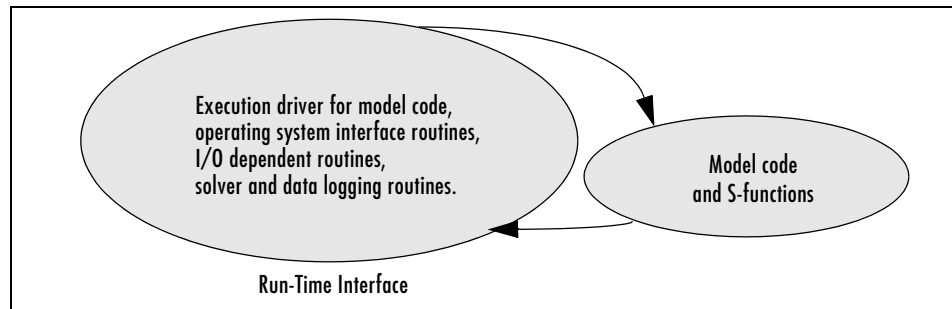 Execution driver for model code,
operating system interface routines,
I/O dependent routines,
solver and data logging routines.
Model code
and S-functions
Run-Time Interface